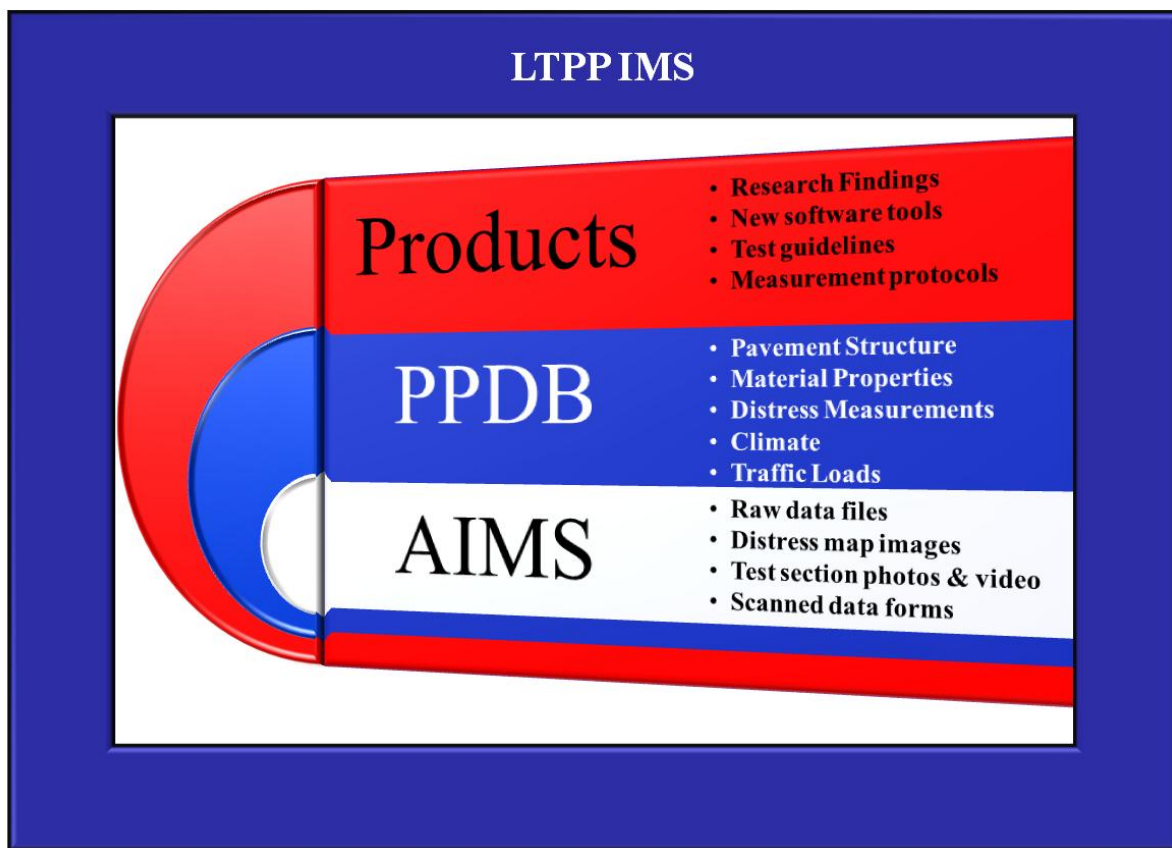 LTPP IMS
Products
• Research Findings
• New software tools
• Test guidelines
• Measurement protocols
PPDB
• Pavement Structure
• Material Properties
• Distress Measurements
• Climate
• Traffic Loads
AIMS
• Raw data files
• Distress map images
• Test section photos & video
• Scanned data forms